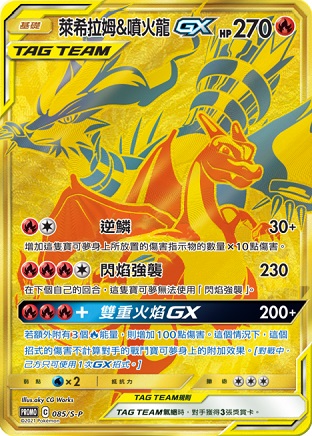 基礎 萊希拉姆&噴火龍GX HP270
TAG TEAM
逆鱗 30+
增加這隻寶可夢身上所放置的傷害指示物的數量×10點傷害。
閃焰強襲 230
在下個自己的回合,這隻寶可夢無法使用「閃焰強襲」。
+ 雙重火焰GX 200+
若額外附有3個能量,則增加100點傷害。這個情況下,這個
招式的傷害不計算對手的戰鬥寶可夢身上的附加效果。[對戰中,
己方只可使用1次GX招式。]
弱點 ×2 抵抗力
Illus.aky CG Works
TAG TEAM規則
PROMO C 085/S-P
TAG TEAM氣絕時,對手獲得3張獎賞卡。
©2021 Pokémon